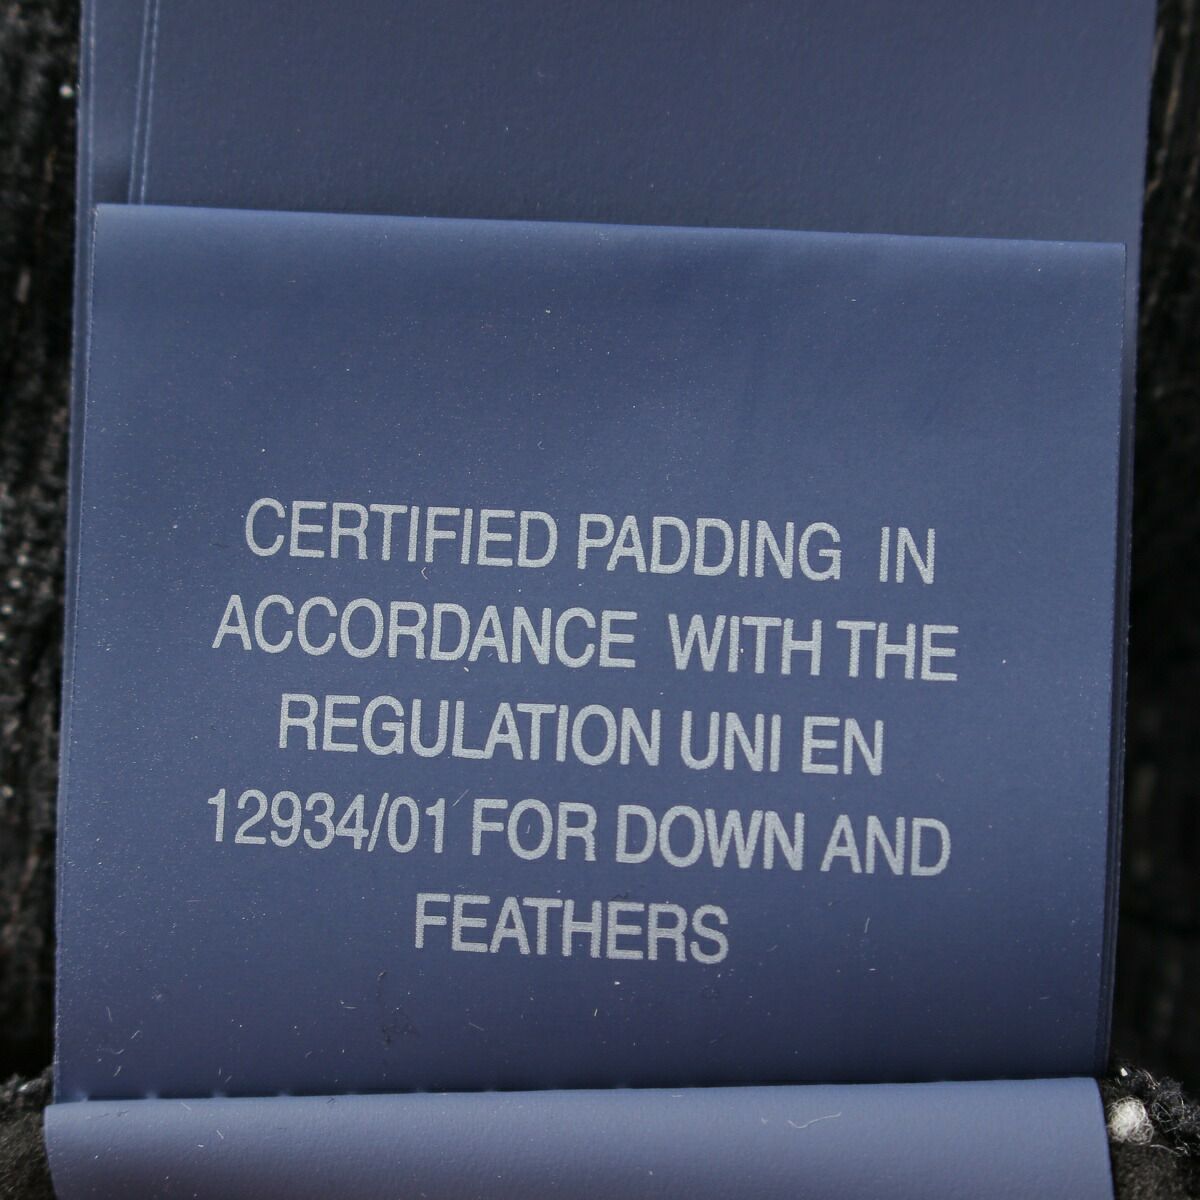 CERTIFIED PADDING IN
ACCORDANCE WITH THE
REGULATION UNI EN
12934/01 FOR DOWN AND
FEATHERS